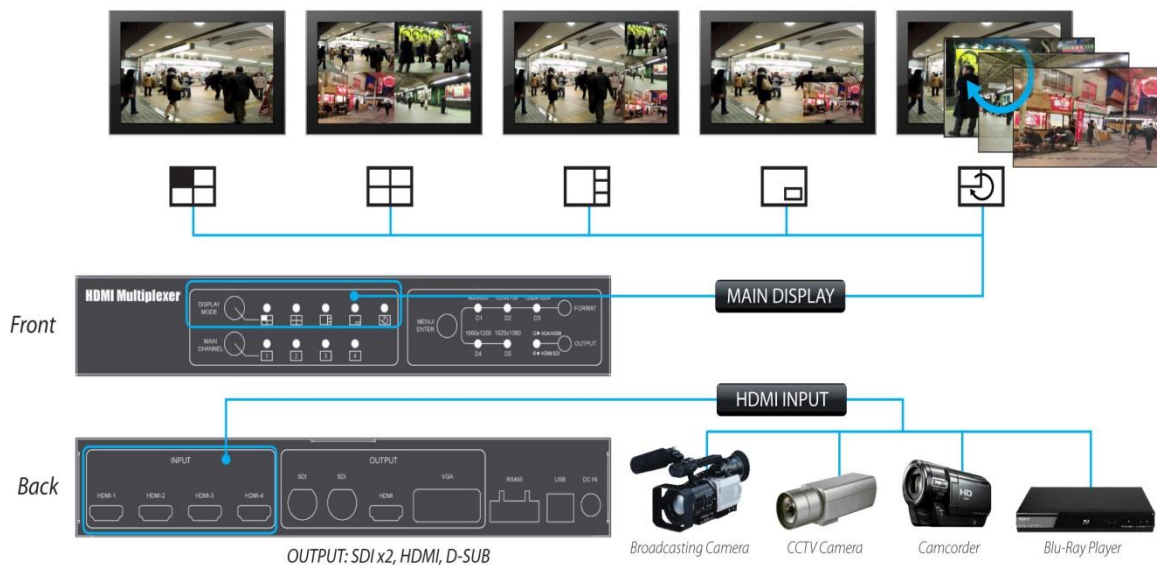 HDMI Multiplexer
DISPLAY
MODE
MAIN
CHANNEL
1
2
3
4
MENU/
ENTER
D1
D2
D3
FORMAT
1600x1200
1920x1080
D4
D5
OUTPUT
Front
MAIN DISPLAY
HDMI INPUT
Back
INPUT
HDMI-1
HDMI-2
HDMI-3
HDMI-4
OUTPUT
SDI
SDI
HDMI
VGA
RS485
USB
DC IN
OUTPUT: SDI x2, HDMI, D-SUB
HD
Broadcasting Camera
CCTV Camera
Camcorder
Blu-Ray Player